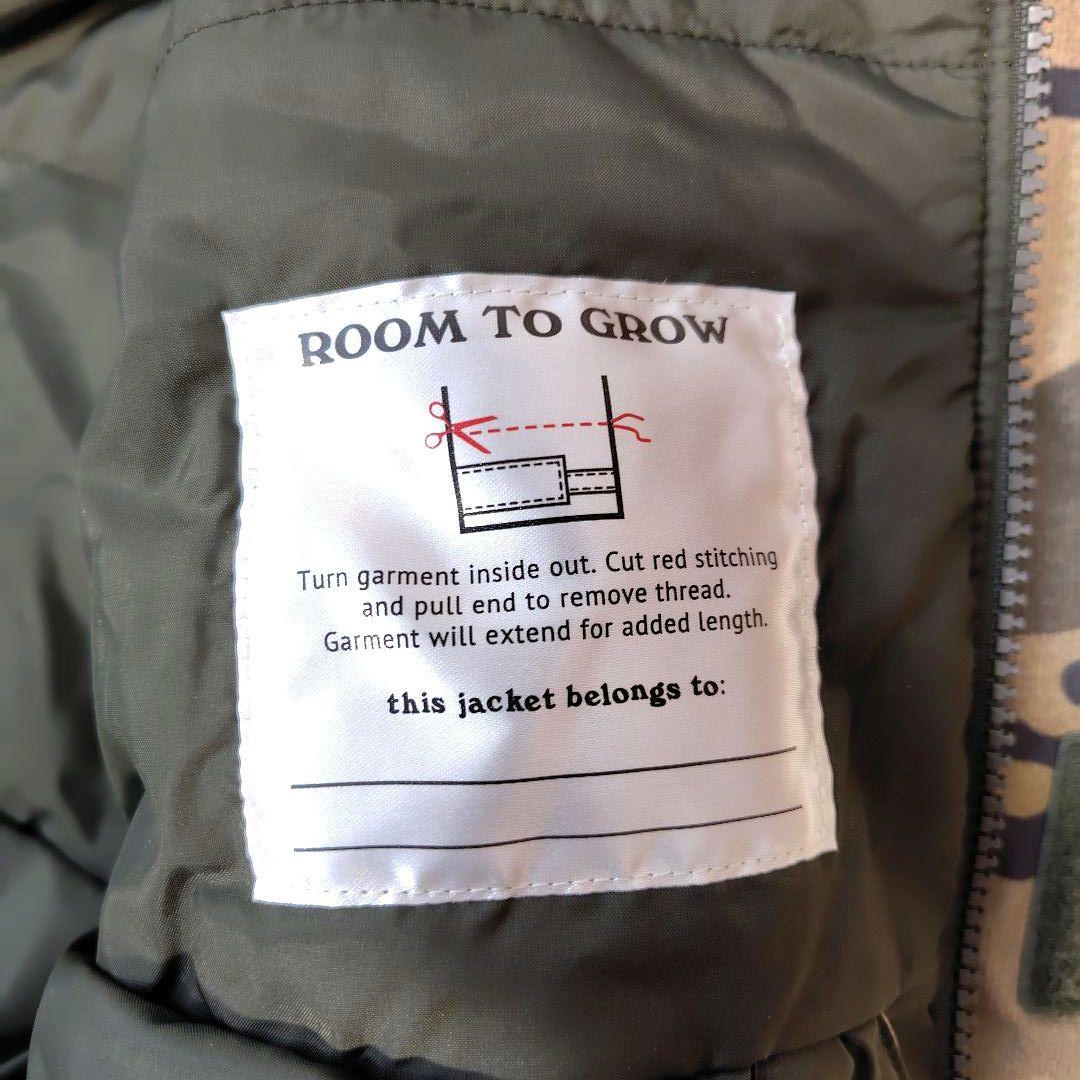 ROOM TO GROW
Turn garment inside out. Cut red stitching
and pull end to remove thread.
Garment will extend for added length.
this jacket belongs to: